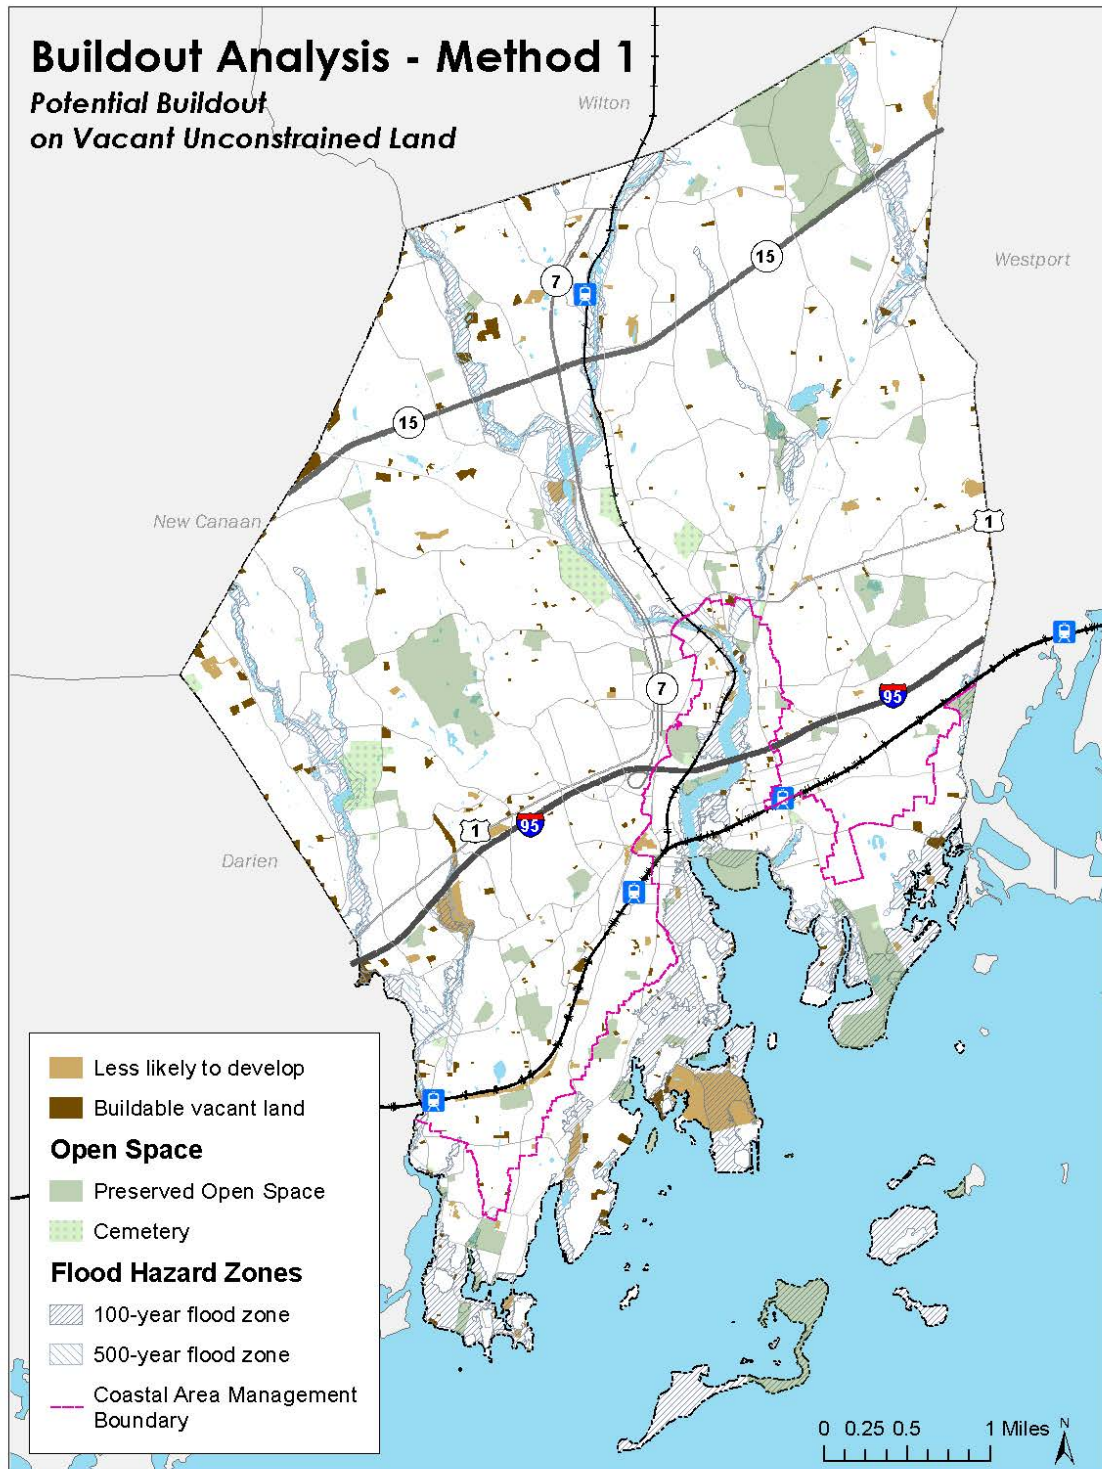 Buildout Analysis - Method 1
Potential Buildout
on Vacant Unconstrained Land
Wilton
Westport
15
7
15
New Canaan
1
7
95
95
1
Darien
Less likely to develop
Buildable vacant land
Open Space
Preserved Open Space
Cemetery
Flood Hazard Zones
100-year flood zone
500-year flood zone
Coastal Area Management
Boundary
0 0.25 0.5 1 Miles
N